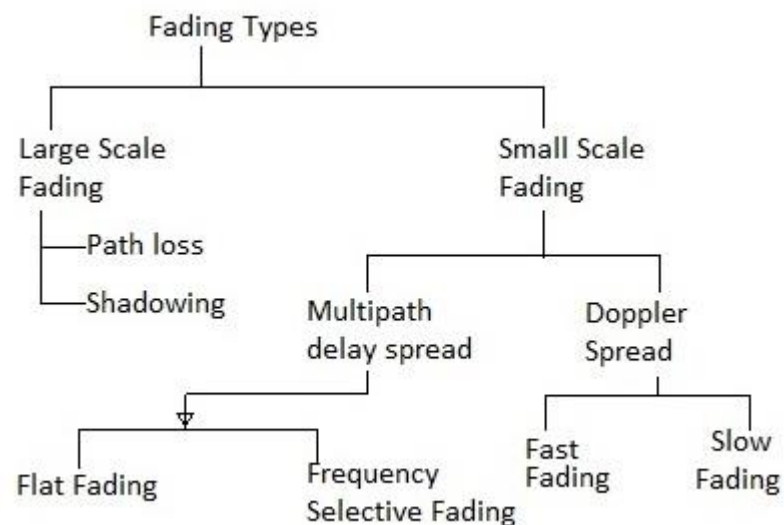 Fading Types
Large Scale
Fading
Small Scale
Fading
Path loss
Shadowing
Multipath
delay spread
Doppler
Spread
Flat Fading
Frequency
Selective Fading
Fast
Fading
Slow
Fading